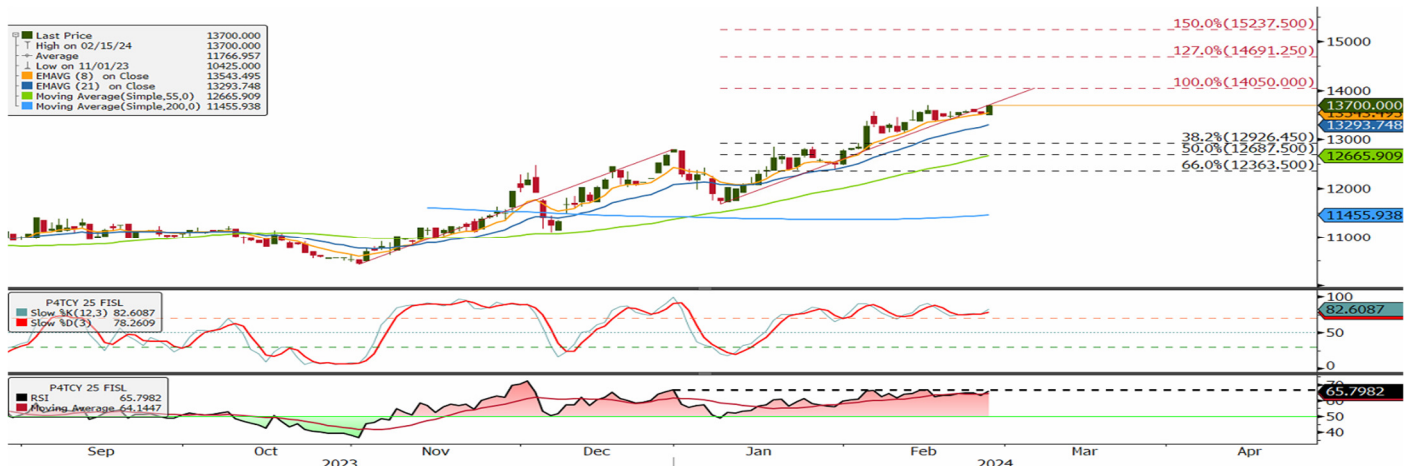 Last Price 13700.000
High on 02/15/24 13700.000
Average 11766.957
Low on 11/01/23 10425.000
EMAVG (8) on Close 13543.495
EMAVG (21) on Close 13293.748
Moving Average(Simple,55,0) 12665.909
Moving Average(Simple,200,0) 11455.938
150.0%(15237.500)
127.0%(14691.250)
100.0%(14050.000)
38.2%(12926.450)
50.0%(12687.500)
66.0%(12363.500)
15000
14000
13700.000
13543.495
13293.748
13000
12665.909
12000
11455.938
11000
P4TCY 25 FISL
Slow %K(12,3) 82.6087
Slow %D(3) 78.2609
100
82.6087
50
0
P4TCY 25 FISL
RSI 65.7982
Moving Average 64.1447
70
65.7982
50
40
Sep Oct Nov Dec Jan Feb Mar Apr
2023 2024